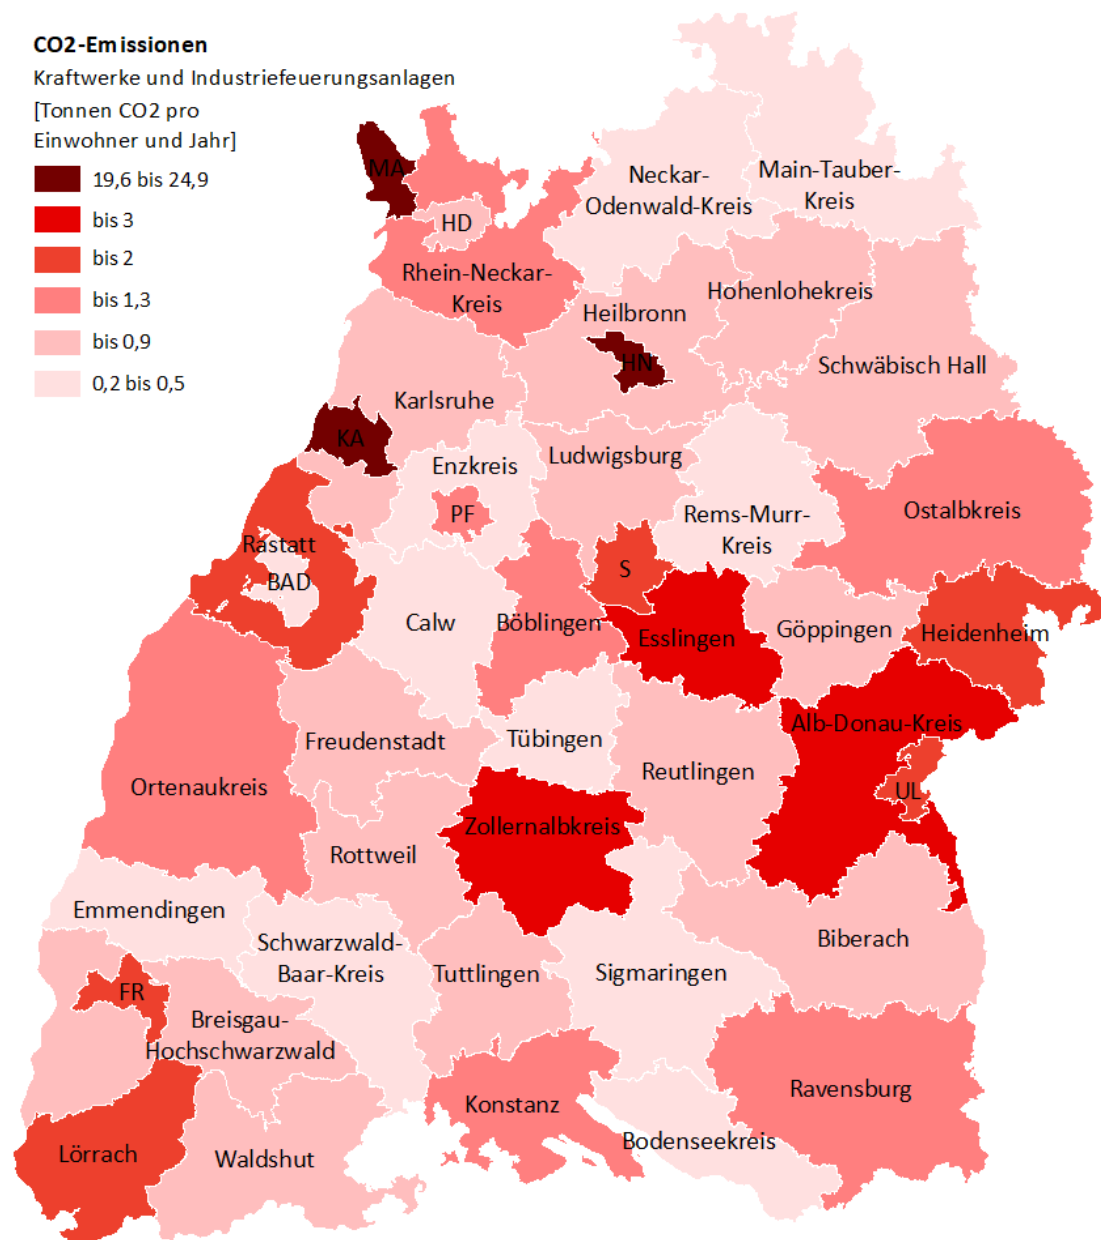 CO2-Emissionen
Kraftwerke und Industriefeuerungsanlagen
[Tonnen CO2 pro
Einwohner und Jahr]
19,6 bis 24,9
bis 3
bis 2
bis 1,3
bis 0,9
0,2 bis 0,5
MA
Neckar-
Odenwald-Kreis
Main-Tauber-
Kreis
HD
Rhein-Neckar-
Kreis
Hohenlohekreis
Heilbronn
HN
Schwäbisch Hall
Karlsruhe
KA
Enzkreis
Ludwigsburg
PF
Rems-Murr-
Kreis
Ostalbkreis
Rastatt
BAD
S
Calw
Böblingen
Esslingen
Göppingen
Heidenheim
Alb-Donau-Kreis
Freudenstadt
Tübingen
Reutlingen
Ortenaukreis
UL
Zollernalbkreis
Rottweil
Emmendingen
Schwarzwald-
Baar-Kreis
Tuttlingen
Sigmaringen
Biberach
FR
Breisgau-
Hochschwarzwald
Konstanz
Ravensburg
Bodenseekreis
Lörrach
Waldshut